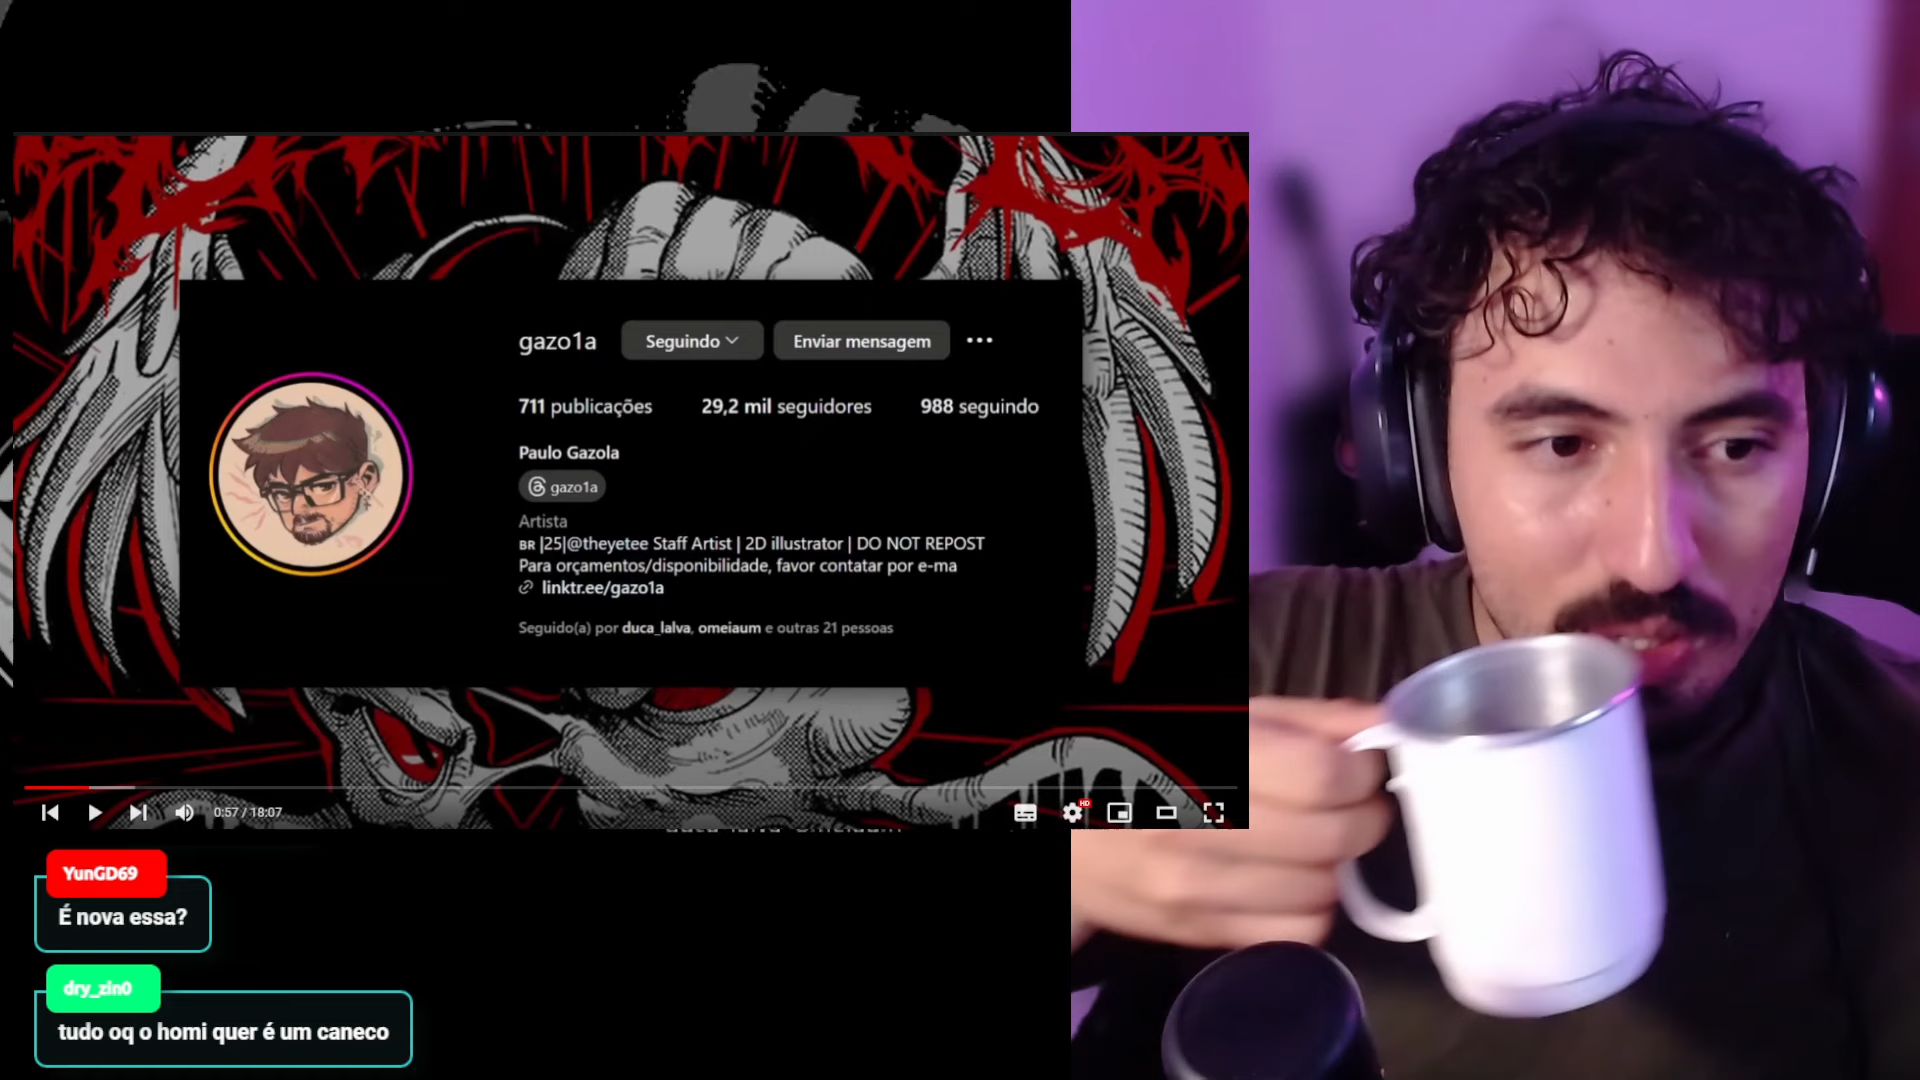 gazo1a
Seguindo
Enviar mensagem
711 publicações
29,2 mil seguidores
988 seguindo
Paulo Gazola
gazo1a
Artista
BR |25|@theyetee Staff Artist | 2D illustrator | DO NOT REPOST
Para orçamentos/disponibilidade, favor contatar por e-ma
linktr.ee/gazo1a
Seguido(a) por duca_lalva, omeiaum e outras 21 pessoas
0:57 / 18:07
HD
YunGD69
É nova essa?
dry_zin0
tudo oq o homi quer é um caneco